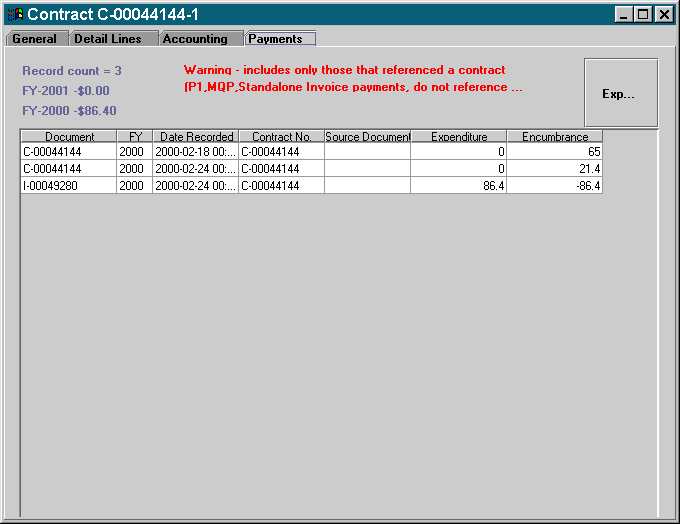 Contract C-00044144-1
General Detail Lines Accounting Payments
Record count = 3
FY-2001 -$0.00
FY-2000 -$86.40
Warning - includes only those that referenced a contract
(P1,MQP,Standalone Invoice payments, do not reference ...
Exp...
Document FY Date Recorded Contract No. Source Document Expenditure Encumbrance
C-00044144 2000 2000-02-18 00:... C-00044144 0 65
C-00044144 2000 2000-02-24 00:... C-00044144 0 21.4
I-00049280 2000 2000-02-24 00:... C-00044144 86.4 -86.4